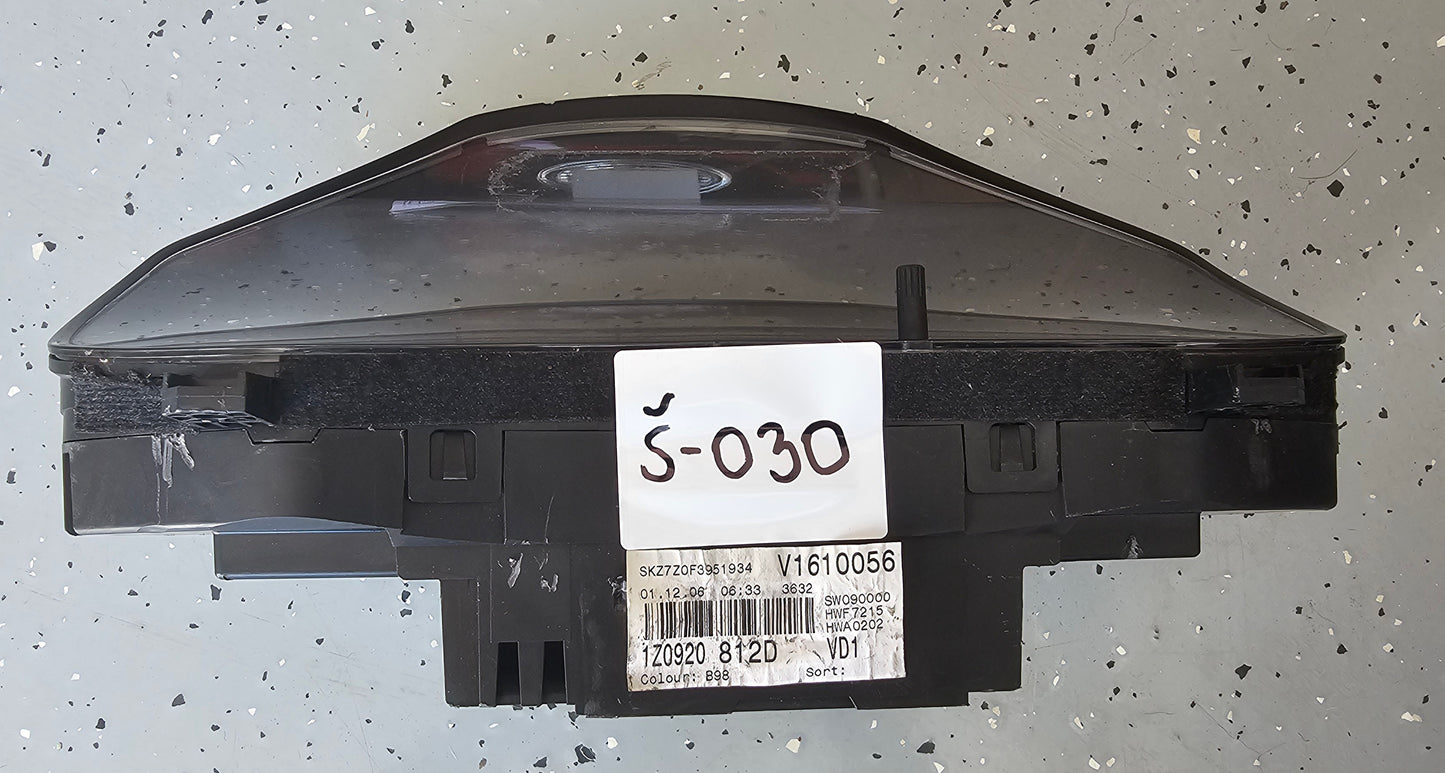 Š-030
SKZ7Z0F3951934 V1610056
01.12.06 06:33 3632
SW090000
HWF7215
HWA0202
1Z0920 812D VD1
Colour: B98 Sort: